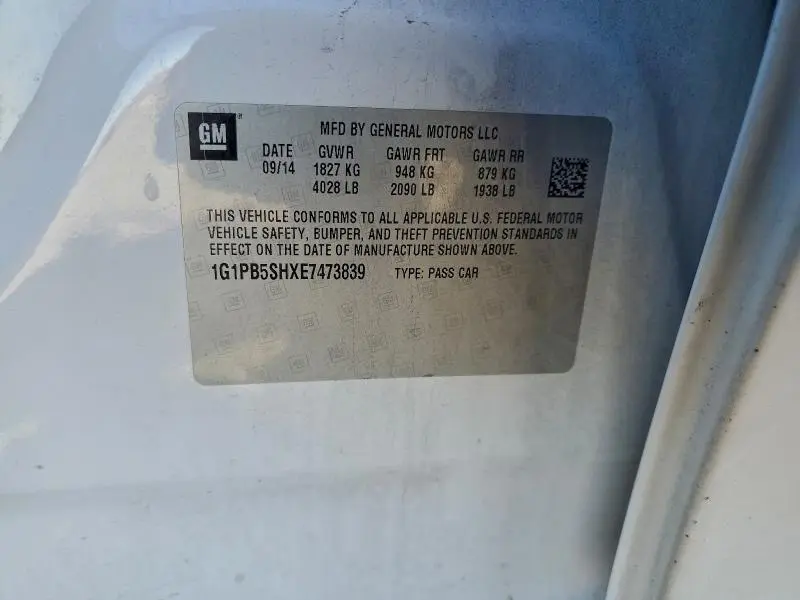 GM
MFD BY GENERAL MOTORS LLC
DATE GVWR GAWR FRT GAWR RR
09/14 1827 KG 948 KG 879 KG
4028 LB 2090 LB 1938 LB
THIS VEHICLE CONFORMS TO ALL APPLICABLE U.S. FEDERAL MOTOR
VEHICLE SAFETY, BUMPER, AND THEFT PREVENTION STANDARDS IN
EFFECT ON THE DATE OF MANUFACTURE SHOWN ABOVE.
1G1PB5SHXE7473839 TYPE: PASS CAR